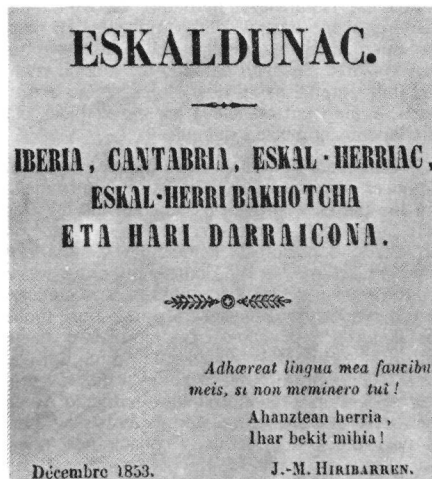 ESKALDUNAC.
IBERIA, CANTABRIA, ESKAL-HERRIAC,
ESKAL-HERRI BAKHOTCHA
ETA HARI DARRAICONA.
Adhæreat lingua mea faucibu
meis, si non meminero tuî !
Ahanztean herria ,
Ihar bekit mihia !
Décembre 1853. J.-M. HIRIBARREN.